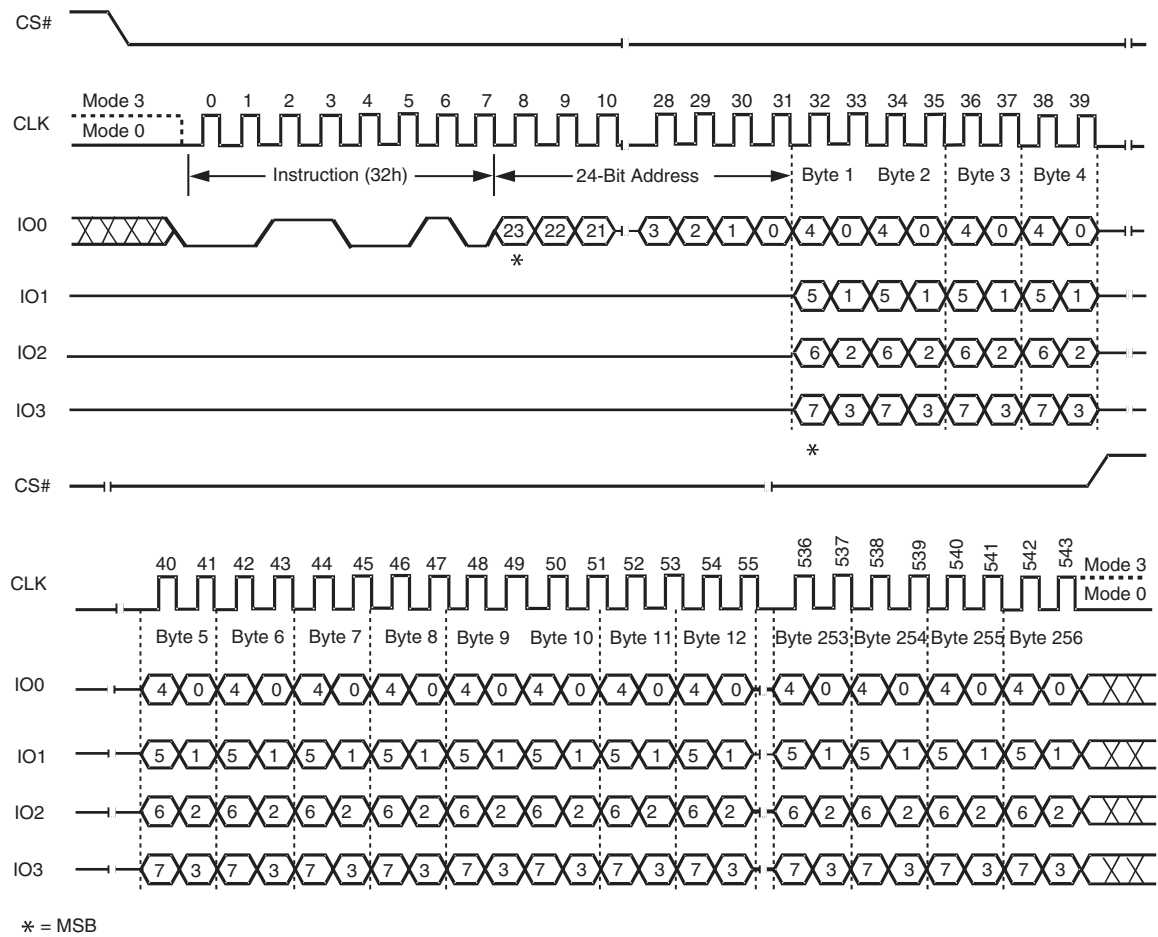 CS#
Mode 3
CLK
Mode 0
0 1 2 3 4 5 6 7 8 9 10 28 29 30 31 32 33 34 35 36 37 38 39
Instruction (32h) 24-Bit Address Byte 1 Byte 2 Byte 3 Byte 4
IO0 23 22 21 3 2 1 0 4 0 4 0 4 0 4 0
*
IO1 5 1 5 1 5 1 5 1
IO2 6 2 6 2 6 2 6 2
IO3 7 3 7 3 7 3 7 3
*
CS#
40 41 42 43 44 45 46 47 48 49 50 51 52 53 54 55 536 537 538 539 540 541 542 543
Mode 3
CLK
Mode 0
Byte 5 Byte 6 Byte 7 Byte 8 Byte 9 Byte 10 Byte 11 Byte 12 Byte 253 Byte 254 Byte 255 Byte 256
IO0 4 0 4 0 4 0 4 0 4 0 4 0 4 0 4 0 4 0 4 0 4 0 4 0
IO1 5 1 5 1 5 1 5 1 5 1 5 1 5 1 5 1 5 1 5 1 5 1 5 1
IO2 6 2 6 2 6 2 6 2 6 2 6 2 6 2 6 2 6 2 6 2 6 2 6 2
IO3 7 3 7 3 7 3 7 3 7 3 7 3 7 3 7 3 7 3 7 3 7 3 7 3
* = MSB